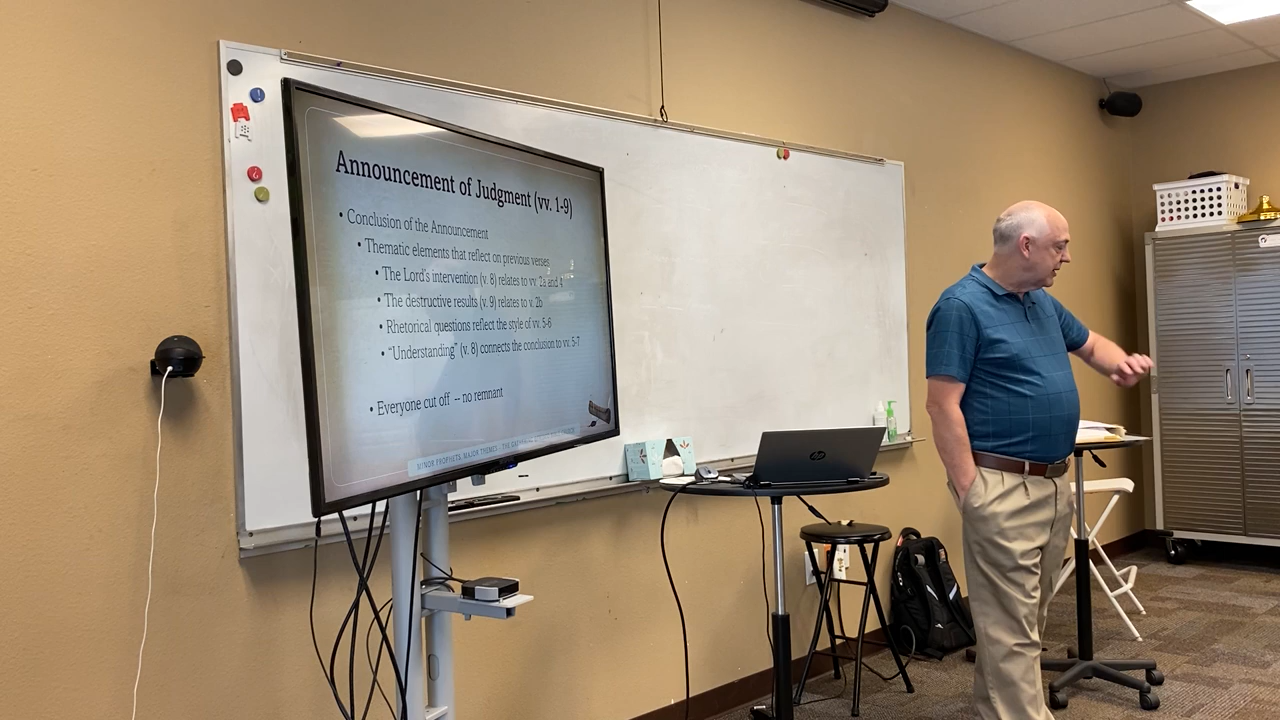 Announcement of Judgment (vv. 1-9)
• Conclusion of the Announcement
• Thematic elements that reflect on previous verses
• The Lord's intervention (v. 8) relates to vv. 2a and 4
• The destructive results (v. 9) relates to v. 2b
• Rhetorical questions reflect the style of vv. 5-6
• “Understanding” (v. 8) connects the conclusion to vv. 5-7
• Everyone cut off -- no remnant
MINOR PROPHETS, MAJOR THEMES - THE GATHERING
hp